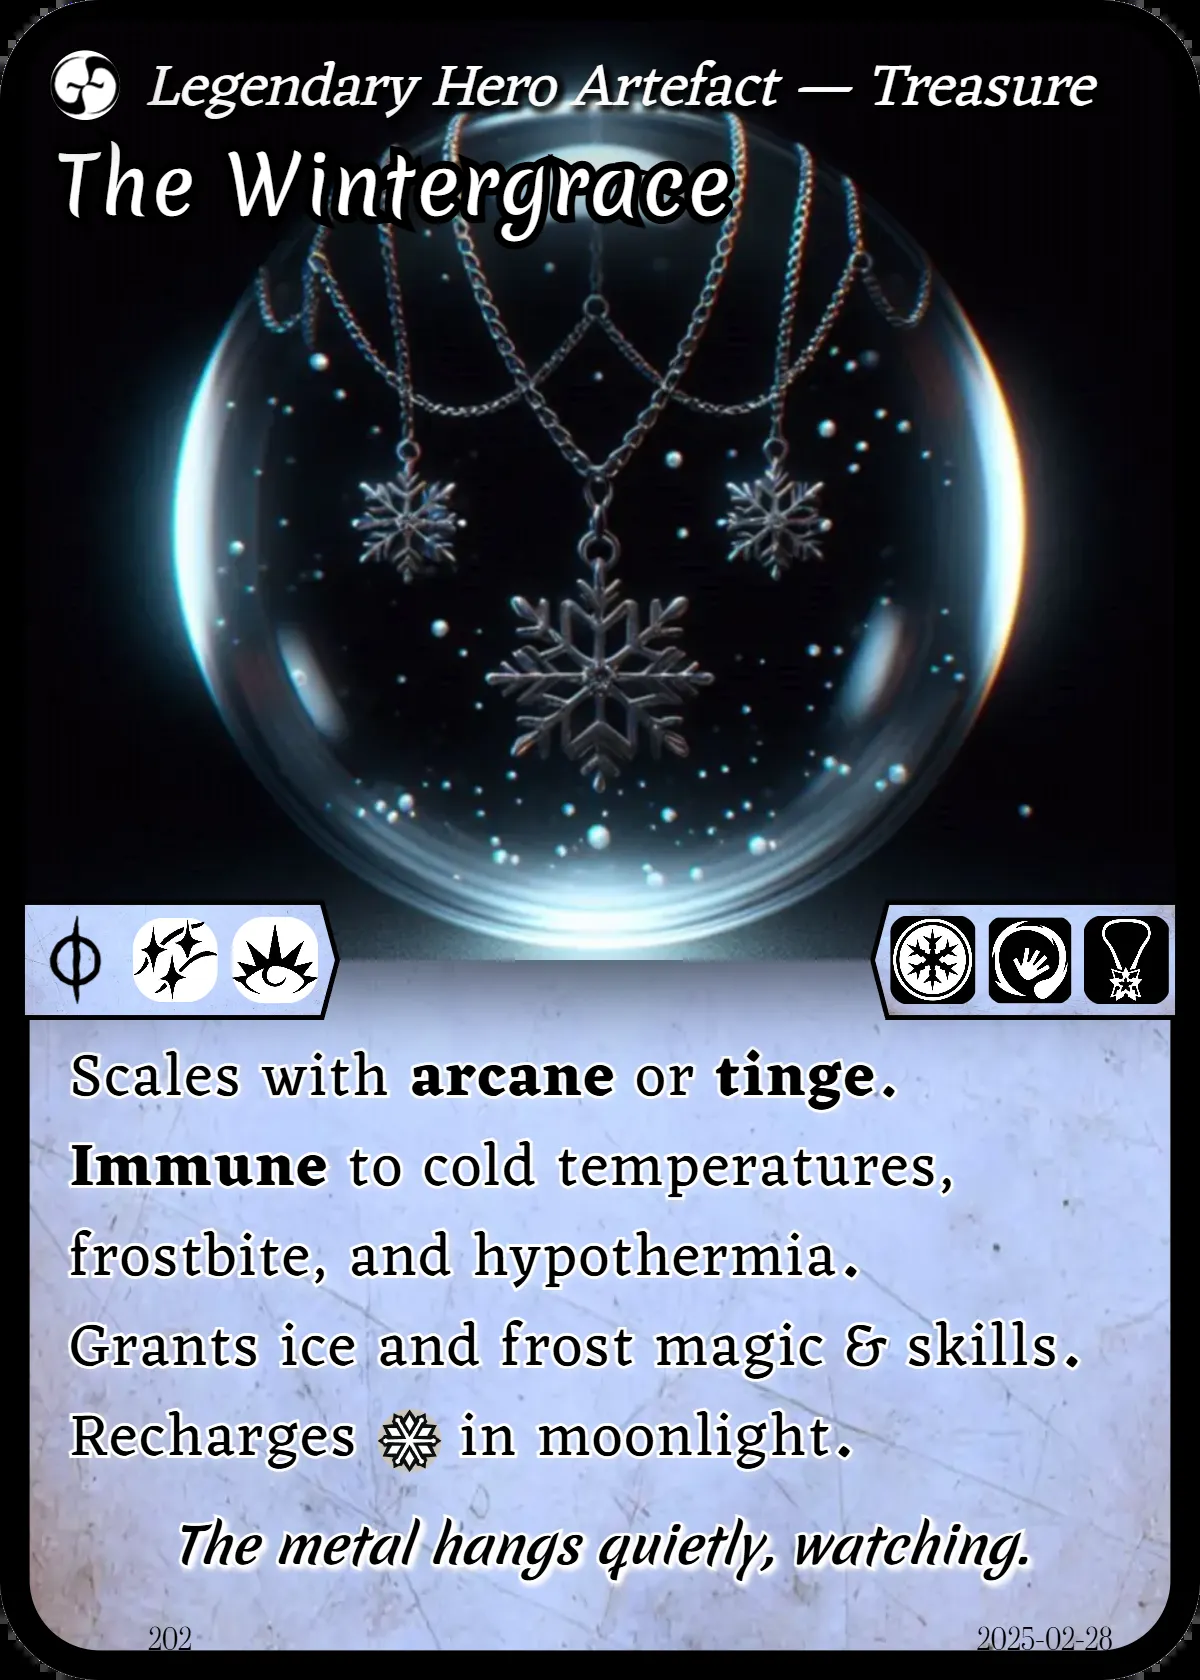 Legendary Hero Artefact — Treasure
The Wintergrace
Scales with arcane or tinge.
Immune to cold temperatures,
frostbite, and hypothermia.
Grants ice and frost magic & skills.
Recharges in moonlight.
The metal hangs quietly, watching.
202
2025-02-28